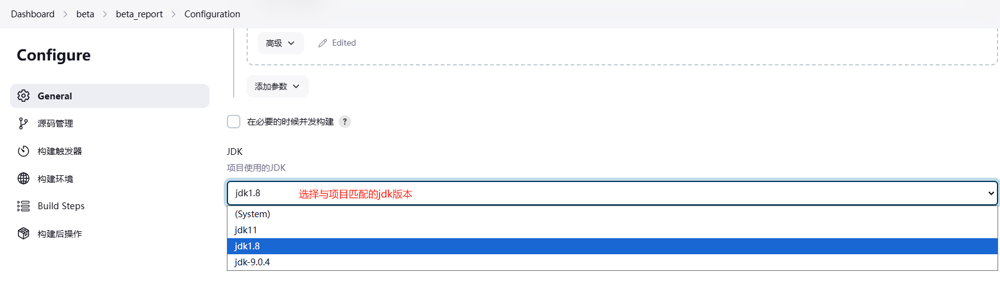 Dashboard > beta > beta_report > Configuration
Configure
General
源码管理
构建触发器
构建环境
Build Steps
构建后操作
高级
Edited
添加参数
在必要的时候并发构建 ?
JDK
项目使用的JDK
jdk1.8 选择与项目匹配的jdk版本
(System)
jdk11
jdk1.8
jdk-9.0.4